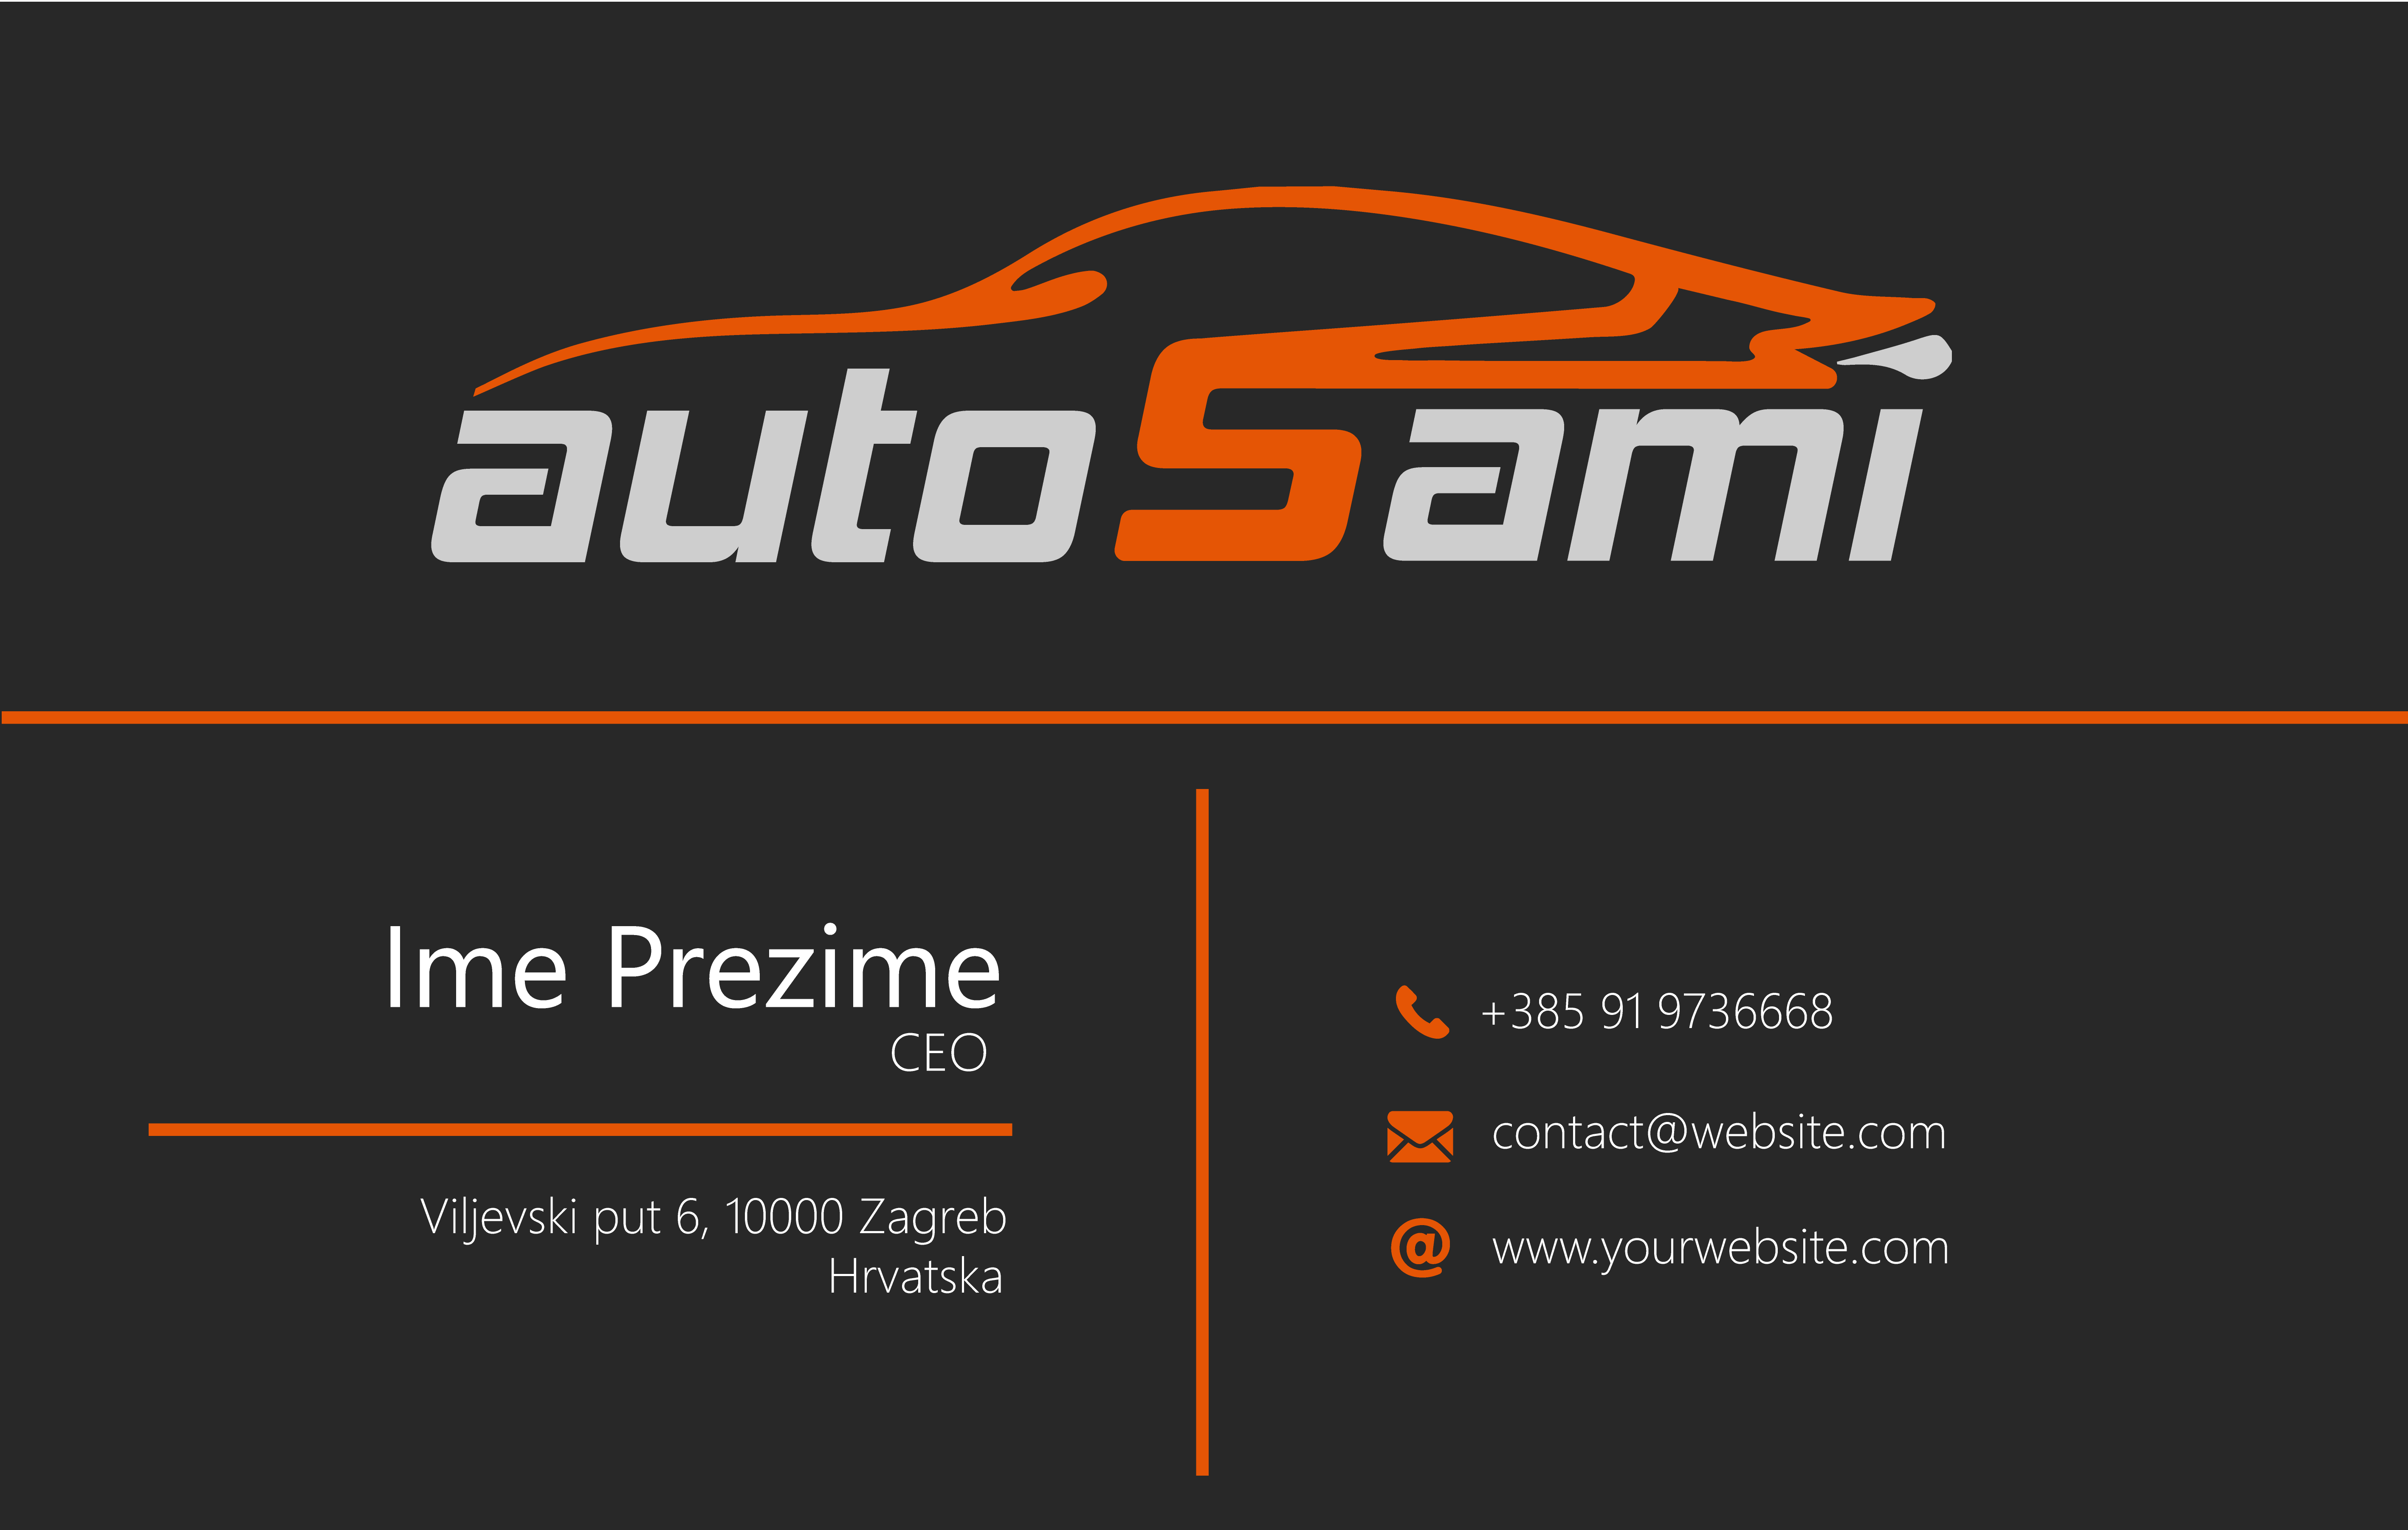 autoSami
Ime Prezime
CEO
Viljevski put 6, 10000 Zagreb
Hrvatska
+385 91 9736668
contact@website.com
www.yourwebsite.com